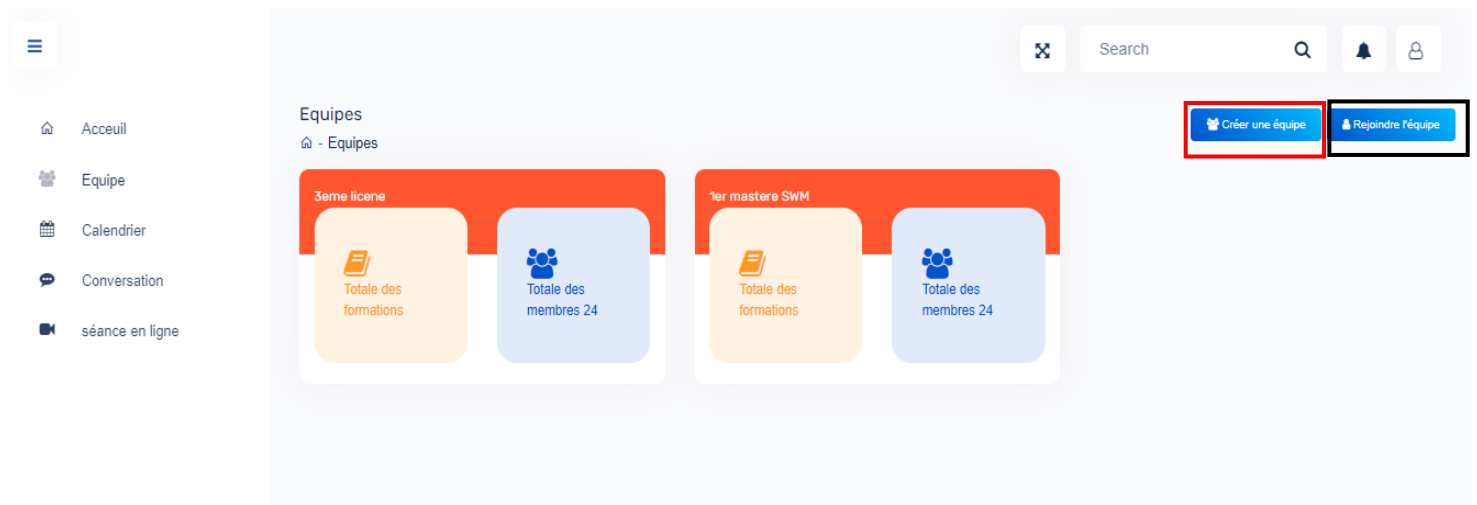 Search
Acceuil
Equipe
Calendrier
Conversation
séance en ligne
Equipes
- Equipes
Créer une équipe
Rejoindre l'équipe
3eme licene
Totale des
formations
Totale des
membres 24
1er mastere SWM
Totale des
formations
Totale des
membres 24